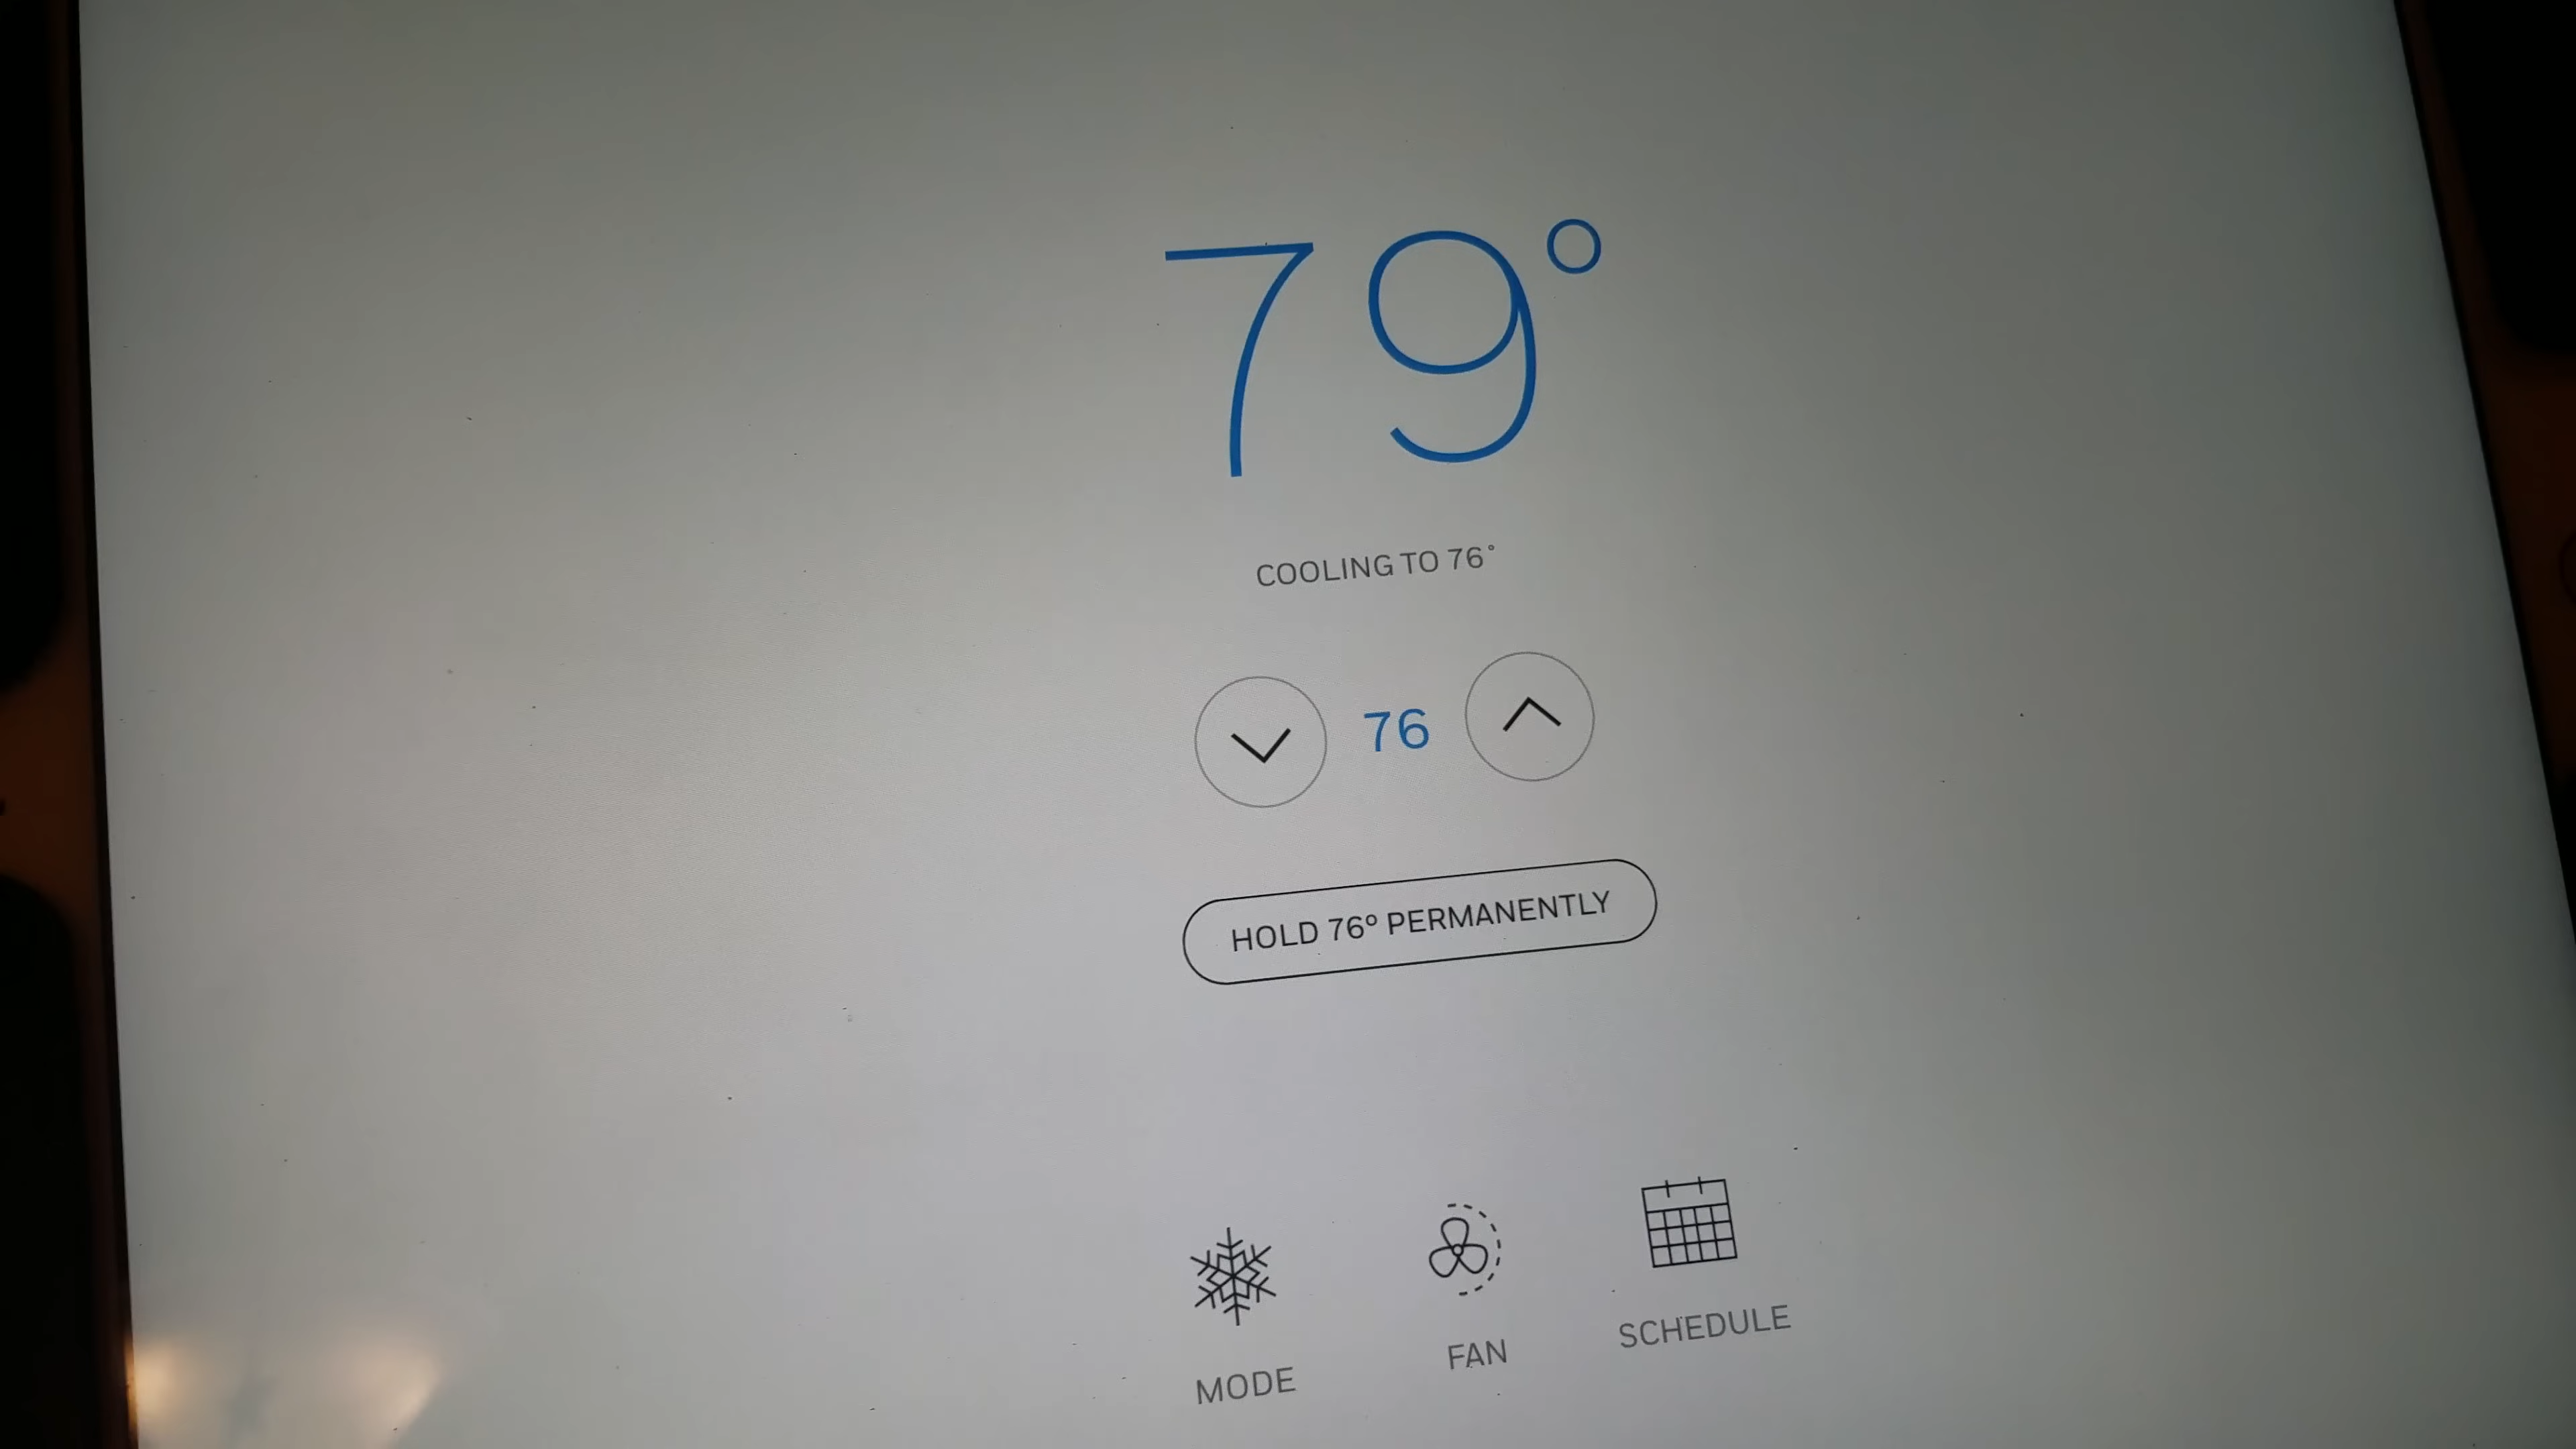 79°
COOLING TO 76°
76
HOLD 76° PERMANENTLY
MODE
FAN
SCHEDULE